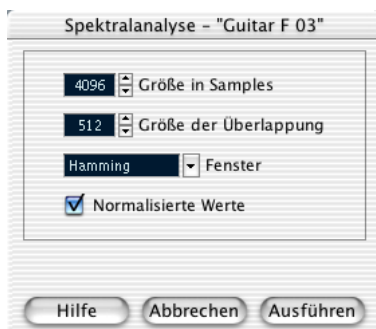 Spektralanalyse – "Guitar F 03"
4096 Größe in Samples
512 Größe der Überlappung
Hamming Fenster
Normalisierte Werte
Hilfe Abbrechen Ausführen